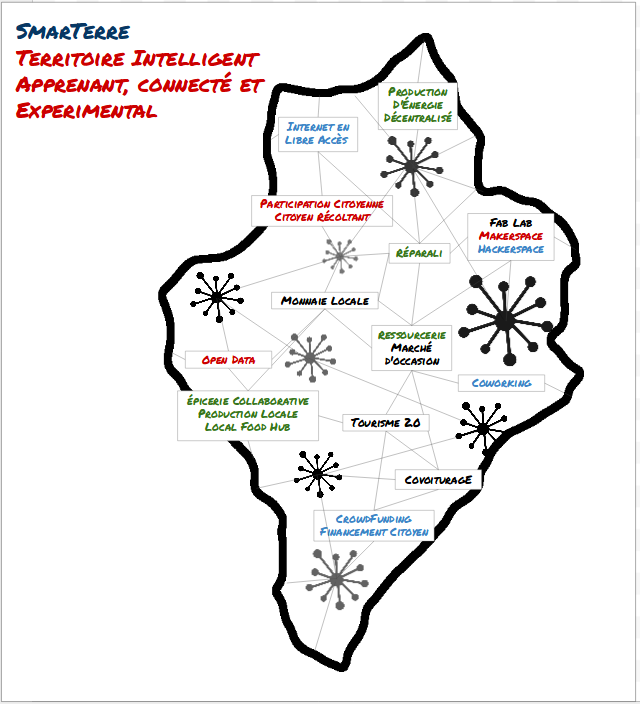 SmarTerre
Territoire Intelligent
Apprenant, connecté et
Experimental
Production
D'Énergie
Décentralisé
Internet en
Libre Accès
Participation Citoyenne
Citoyen Récoltant
Fab Lab
Makerspace
Hackerspace
Réparali
Monnaie Locale
Ressourcerie
Marché
d'occasion
Open Data
Coworking
Épicerie Collaborative
Production Locale
Local Food Hub
Tourisme 2.0
CovoituragE
CrowdFunding
Financement Citoyen